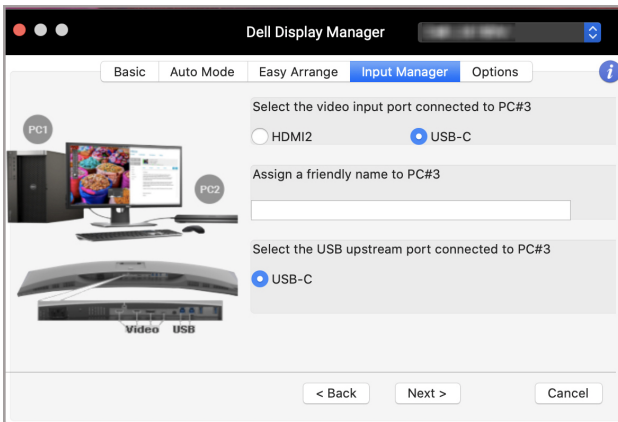 Dell Display Manager
Basic
Auto Mode
Easy Arrange
Input Manager
Options
i
Select the video input port connected to PC#3
HDMI2
USB-C
Assign a friendly name to PC#3
Select the USB upstream port connected to PC#3
USB-C
PC1
PC2
Video
USB
< Back
Next >
Cancel